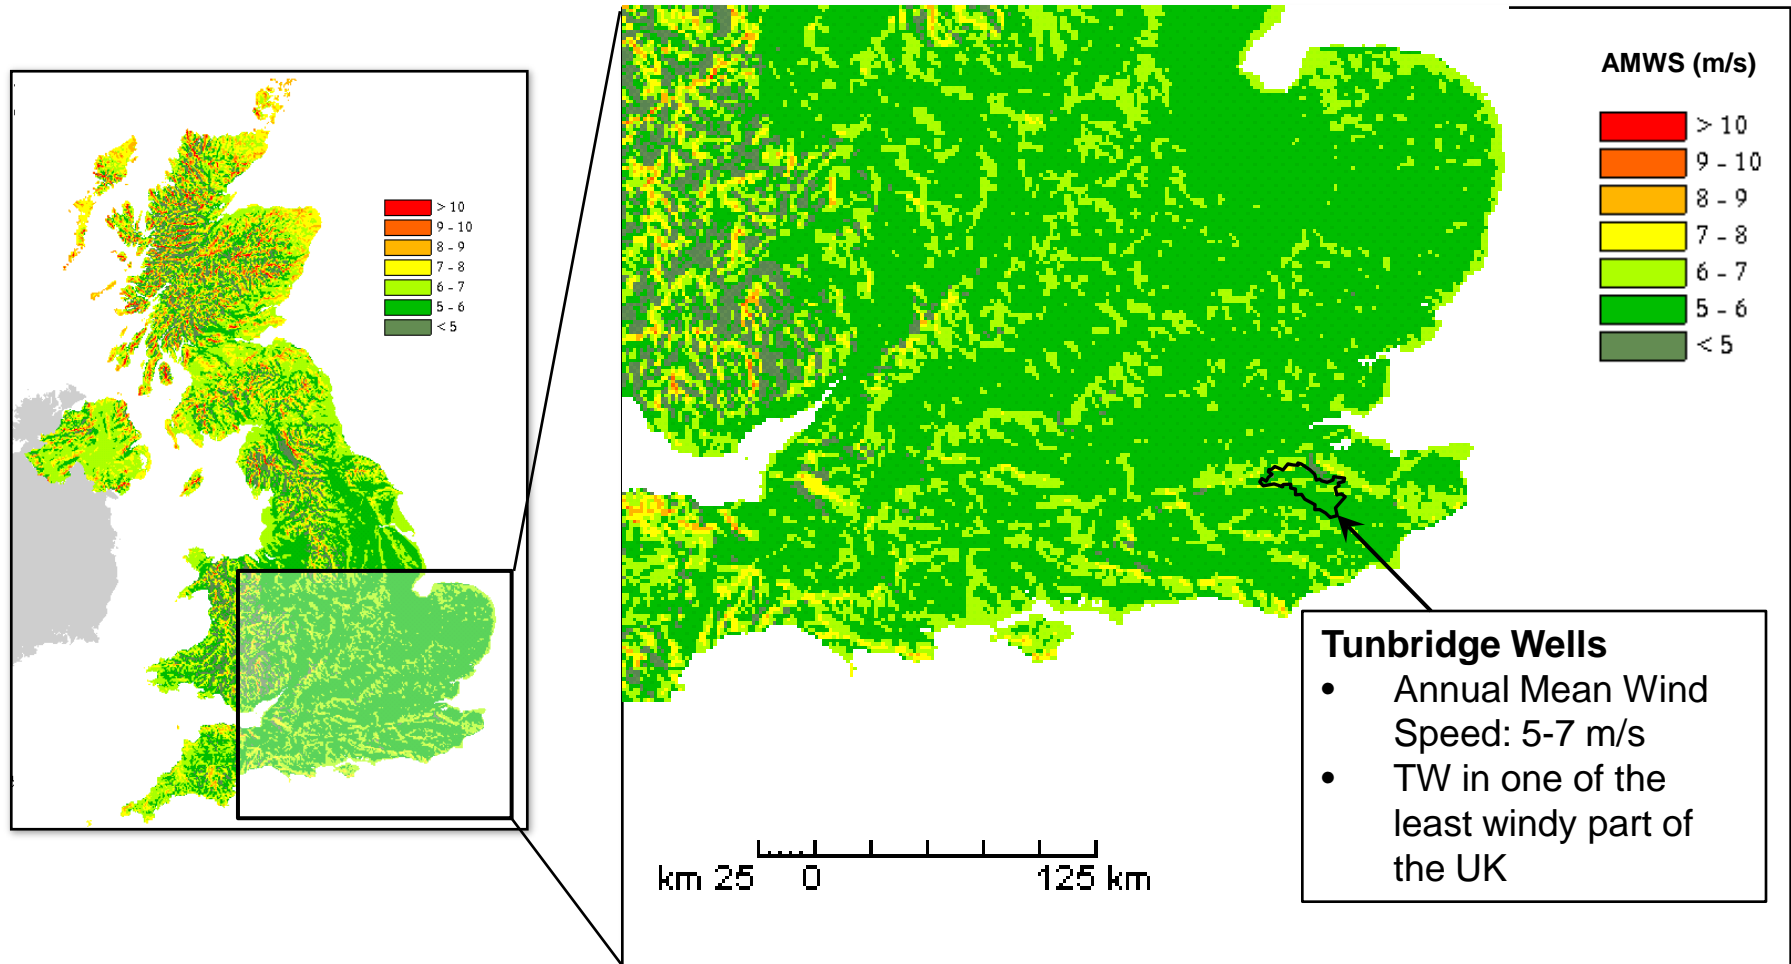 > 10
9 - 10
8 - 9
7 - 8
6 - 7
5 - 6
< 5
AMWS (m/s)
> 10
9 - 10
8 - 9
7 - 8
6 - 7
5 - 6
< 5
Tunbridge Wells
• Annual Mean Wind
Speed: 5-7 m/s
• TW in one of the
least windy part of
the UK
km 25 0 125 km